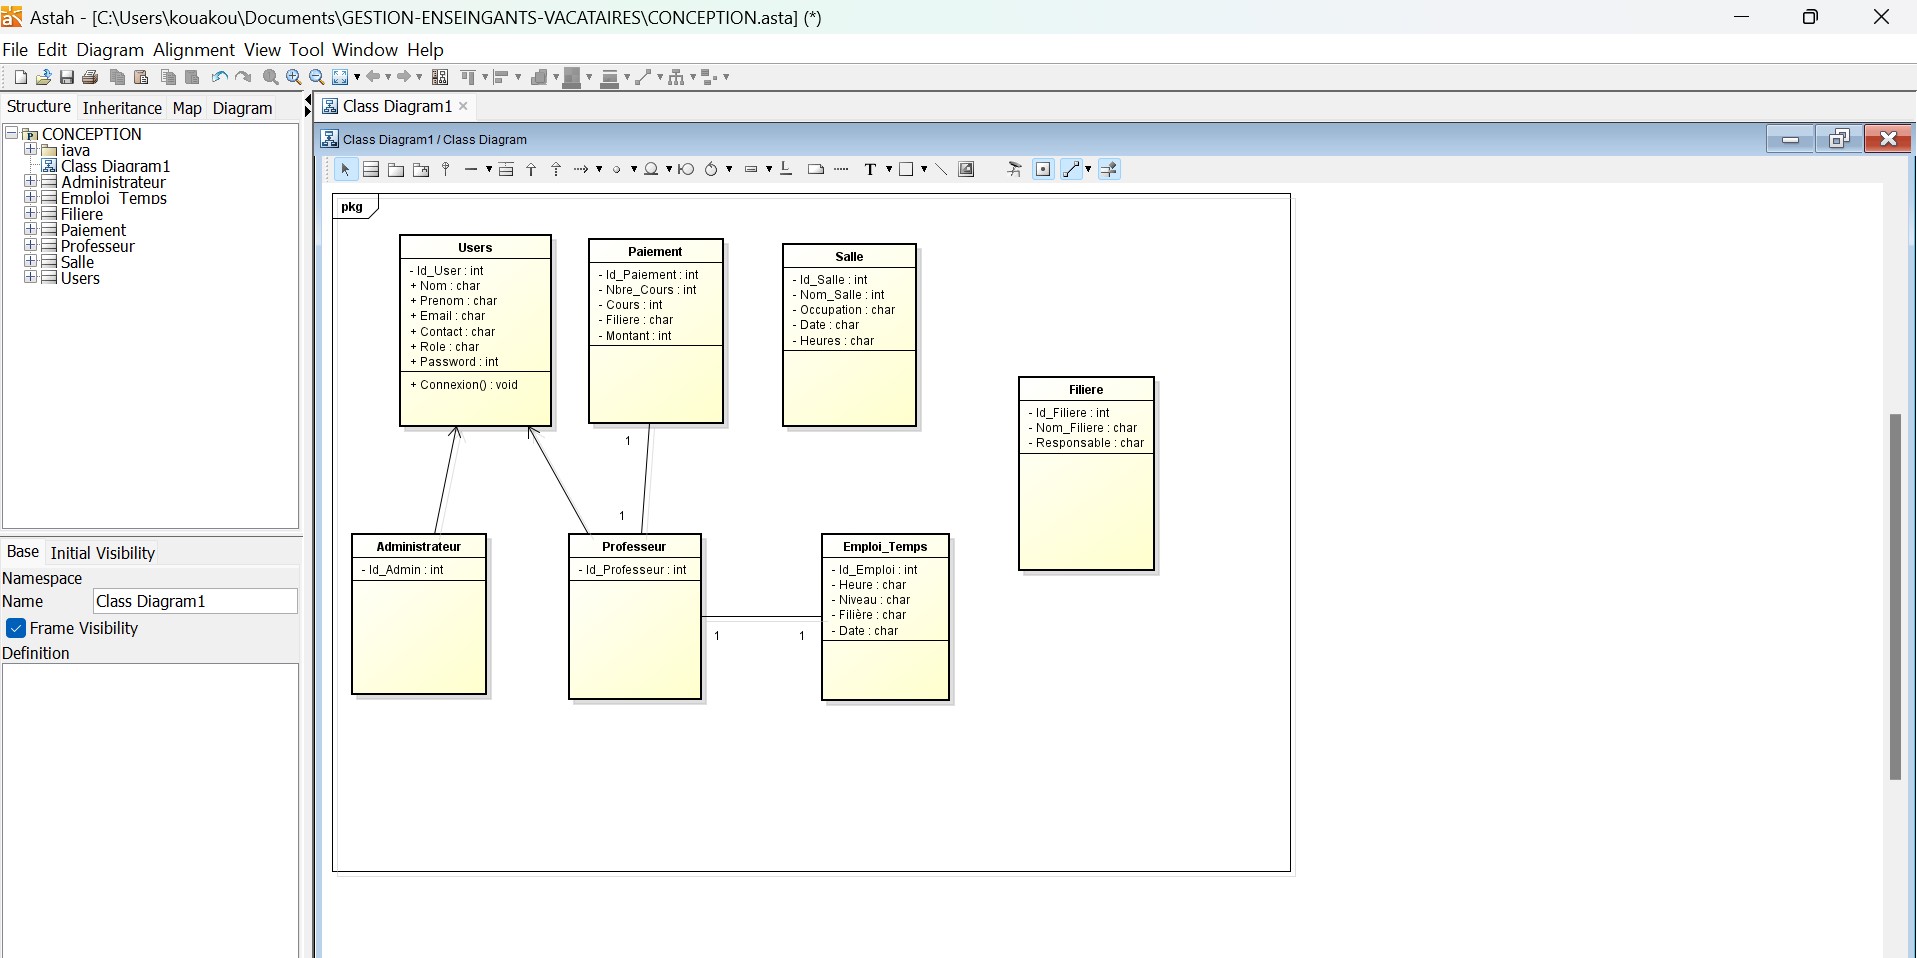 Astah - [C:\Users\kouakou\Documents\GESTION-ENSEINGANTS-VACATAIRES\CONCEPTION.asta] (*)
File Edit Diagram Alignment View Tool Window Help
Structure Inheritance Map Diagram
CONCEPTION
java
Class Diagram1
Administrateur
Emploi_Temps
Filiere
Paiement
Professeur
Salle
Users
Base Initial Visibility
Namespace
Name Class Diagram1
Frame Visibility
Definition
Class Diagram1
Class Diagram1 / Class Diagram
T
pkg
Users
- Id_User : int
+ Nom : char
+ Prenom : char
+ Email : char
+ Contact : char
+ Role : char
+ Password : int
+ Connexion() : void
Paiement
- Id_Paiement : int
- Nbre_Cours : int
- Cours : int
- Filiere : char
- Montant : int
Salle
- Id_Salle : int
- Nom_Salle : int
- Occupation : char
- Date : char
- Heures : char
Filiere
- Id_Filiere : int
- Nom_Filiere : char
- Responsable : char
1
1
Administrateur
- Id_Admin : int
Professeur
- Id_Professeur : int
1
1
Emploi_Temps
- Id_Emploi : int
- Heure : char
- Niveau : char
- Filière : char
- Date : char